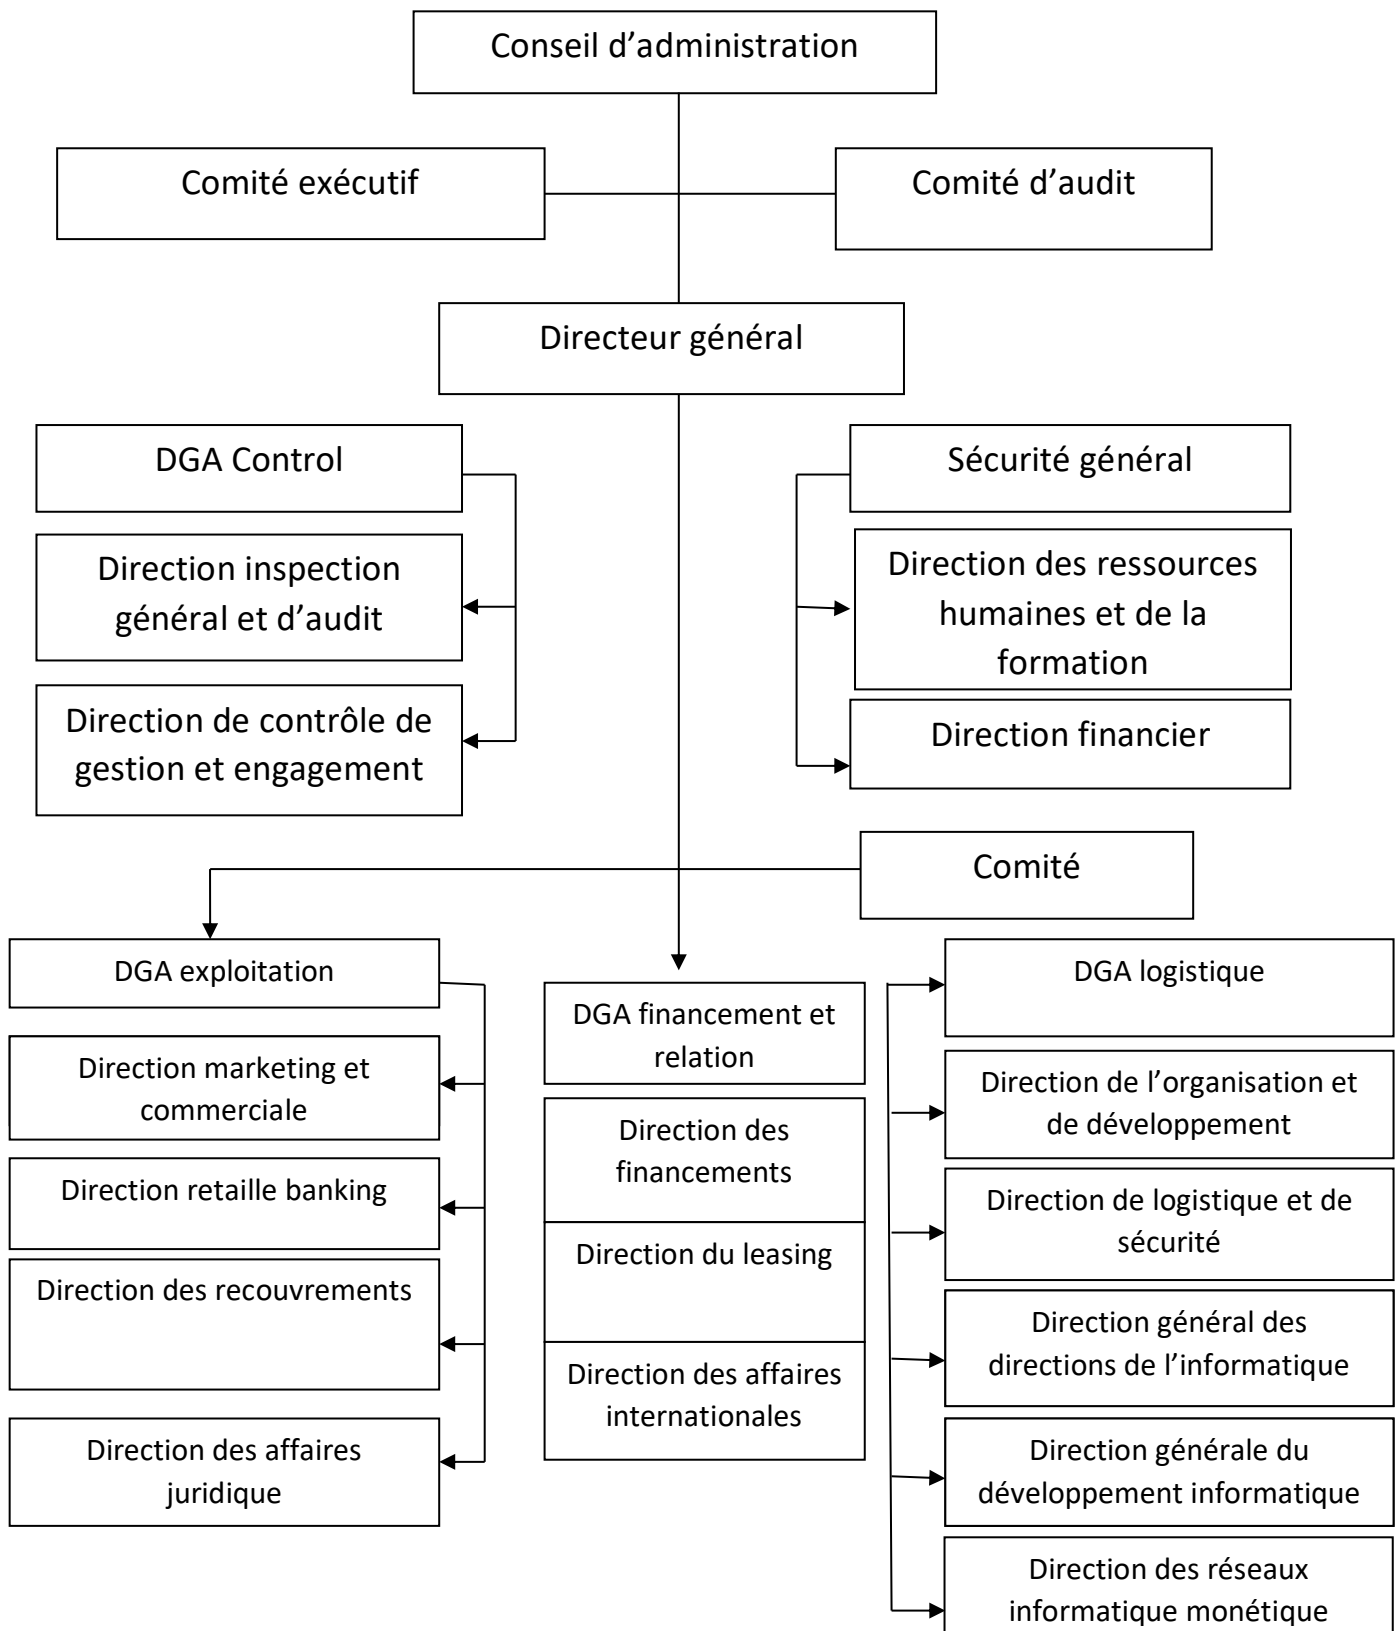 Conseil d'administration
Comité exécutif
Comité d'audit
Directeur général
DGA Control
Sécurité général
Direction inspection
général et d'audit
Direction des ressources
humaines et de la
formation
Direction de contrôle de
gestion et engagement
Direction financier
Comité
DGA exploitation
Direction marketing et
commerciale
Direction retaille banking
Direction des recouvrements
Direction des affaires
juridique
DGA financement et
relation
Direction des
financements
Direction du leasing
Direction des affaires
internationales
DGA logistique
Direction de l'organisation et
de développement
Direction de logistique et de
sécurité
Direction général des
directions de l'informatique
Direction générale du
développement informatique
Direction des réseaux
informatique monétique